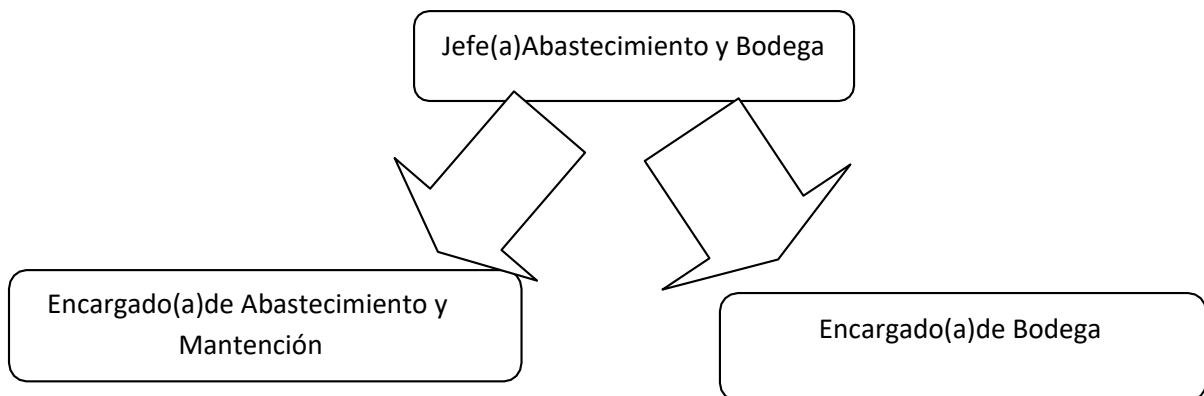 Jefe(a)Abastecimiento y Bodega
Encargado(a)de Abastecimiento y
Mantención
Encargado(a)de Bodega